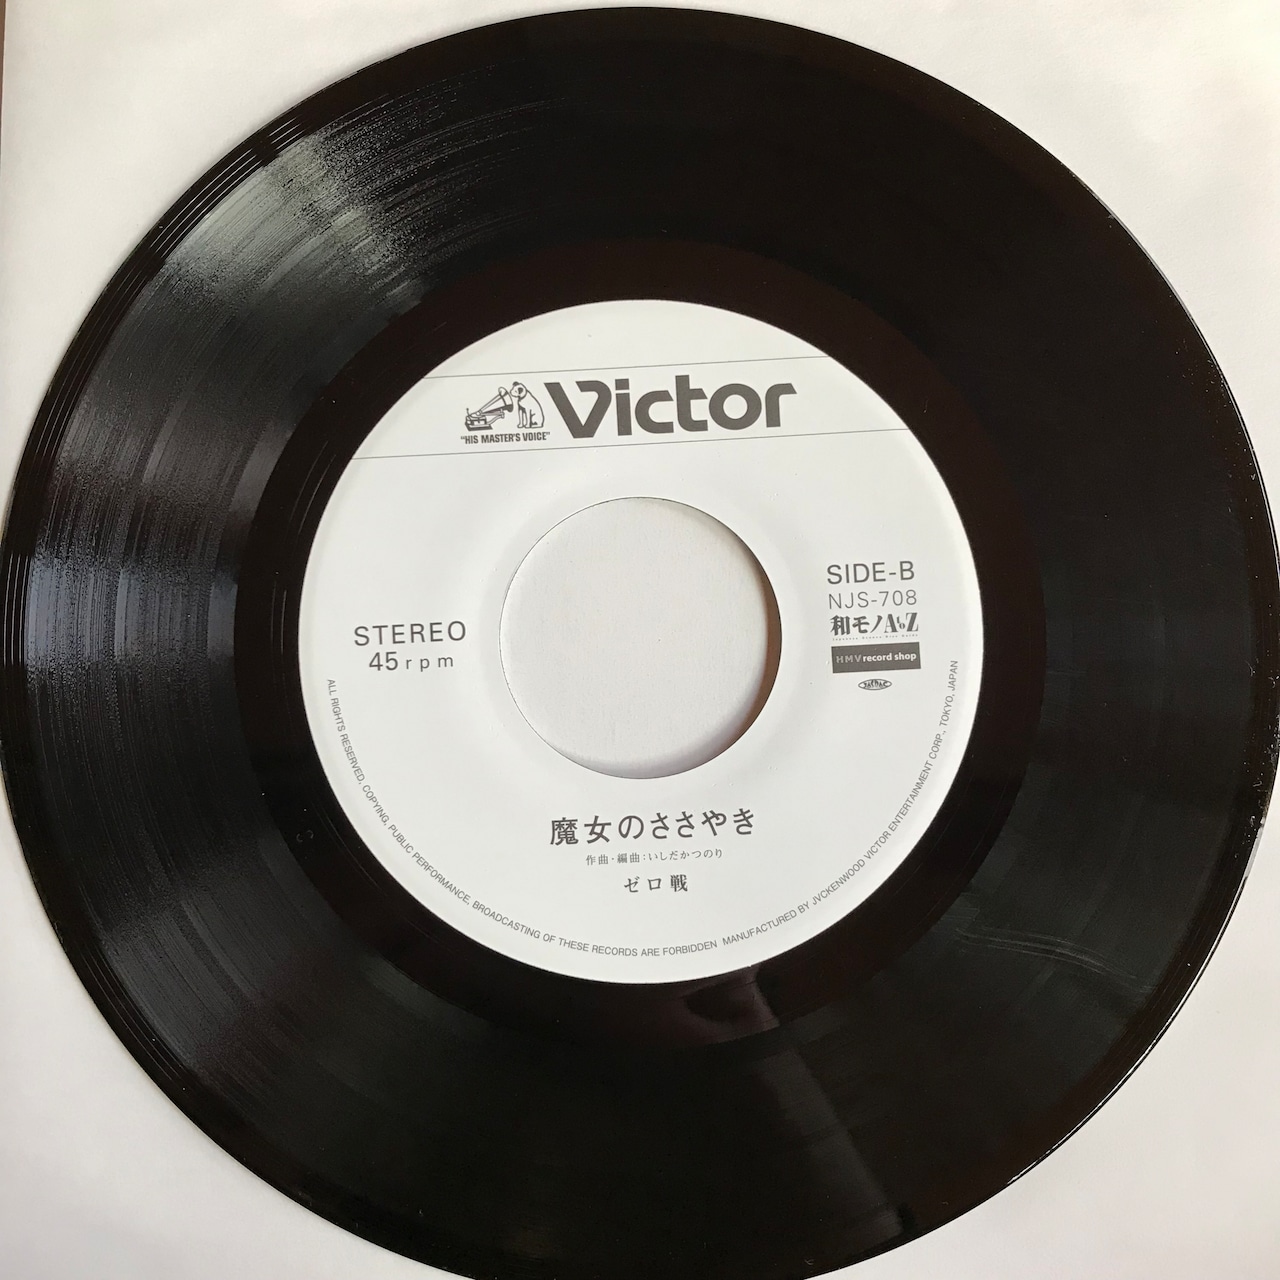 "HIS MASTER'S VOICE"
Victor
SIDE-B
NJS-708
和モノA to Z
HMV record shop
STEREO
45rpm
魔女のささやき
作曲・編曲：いしだかつのり
ゼロ戦
ALL RIGHTS RESERVED, COPYING, PUBLIC PERFORMANCE, BROADCASTING OF THESE RECORDS ARE FORBIDDEN MANUFACTURED BY JVCKENWOOD VICTOR ENTERTAINMENT CORP., TOKYO, JAPAN